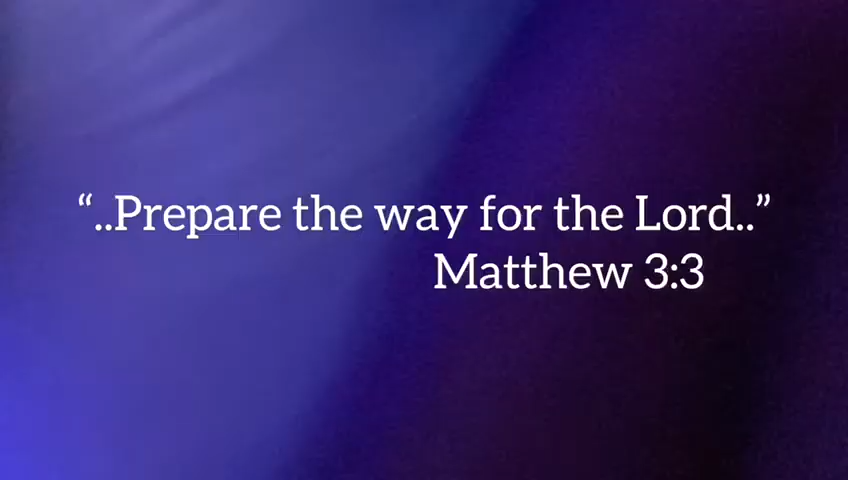 “..Prepare the way for the Lord..”
Matthew 3:3